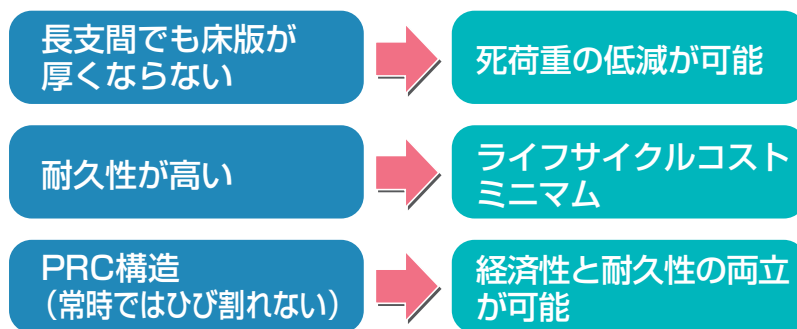 長支間でも床版が
厚くならない
死荷重の低減が可能
耐久性が高い
ライフサイクルコスト
ミニマム
PRC構造
（常時ではひび割れない）
経済性と耐久性の両立
が可能